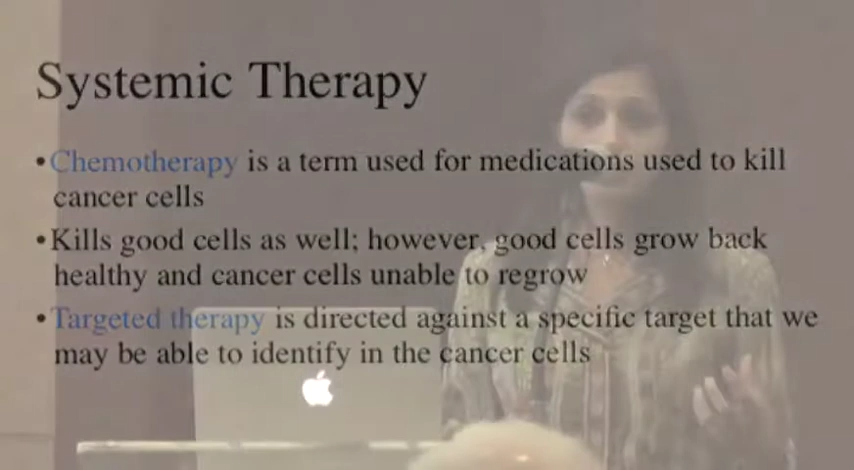 Systemic Therapy
•Chemotherapy is a term used for medications used to kill
cancer cells
•Kills good cells as well; however, good cells grow back
healthy and cancer cells unable to regrow
•Targeted therapy is directed against a specific target that we
may be able to identify in the cancer cells